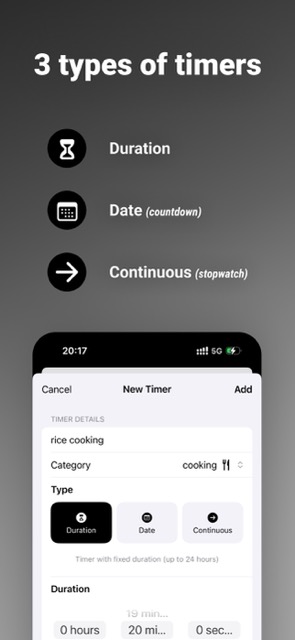 3 types of timers
Duration
Date (countdown)
Continuous (stopwatch)
20:17 5G
Cancel New Timer Add
TIMER DETAILS
rice cooking
Category cooking
Type
Duration Date Continuous
Timer with fixed duration (up to 24 hours)
Duration
19 min...
0 hours 20 mi... 0 sec...